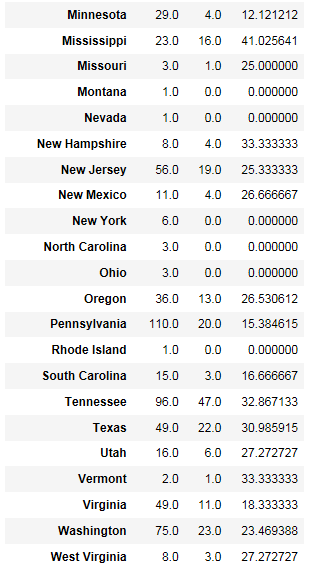 Minnesota 29.0 4.0 12.121212
Mississippi 23.0 16.0 41.025641
Missouri 3.0 1.0 25.000000
Montana 1.0 0.0 0.000000
Nevada 1.0 0.0 0.000000
New Hampshire 8.0 4.0 33.333333
New Jersey 56.0 19.0 25.333333
New Mexico 11.0 4.0 26.666667
New York 6.0 0.0 0.000000
North Carolina 3.0 0.0 0.000000
Ohio 3.0 0.0 0.000000
Oregon 36.0 13.0 26.530612
Pennsylvania 110.0 20.0 15.384615
Rhode Island 1.0 0.0 0.000000
South Carolina 15.0 3.0 16.666667
Tennessee 96.0 47.0 32.867133
Texas 49.0 22.0 30.985915
Utah 16.0 6.0 27.272727
Vermont 2.0 1.0 33.333333
Virginia 49.0 11.0 18.333333
Washington 75.0 23.0 23.469388
West Virginia 8.0 3.0 27.272727